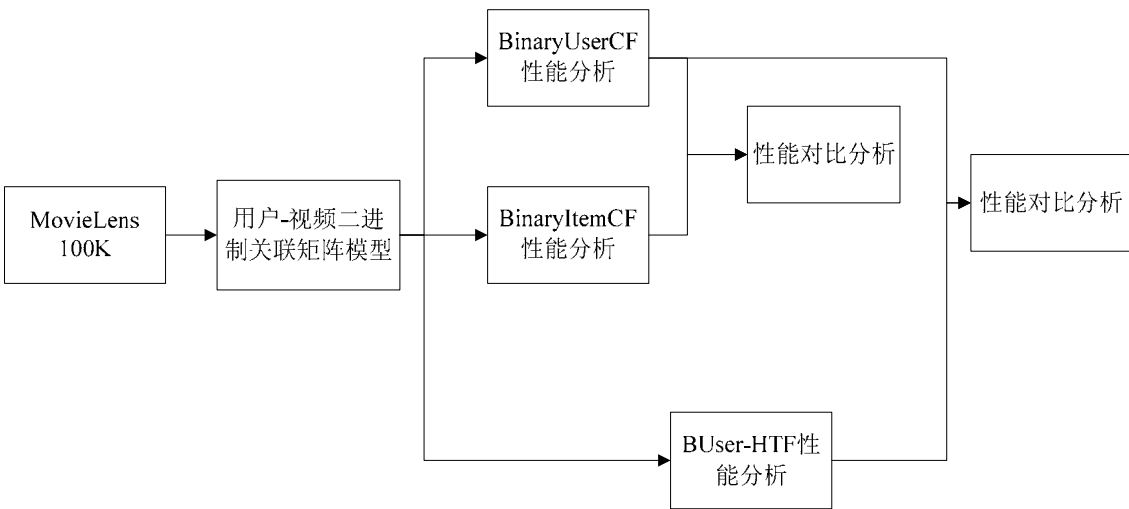 MovieLens
100K
用户-视频二进
制关联矩阵模型
BinaryUserCF
性能分析
BinaryItemCF
性能分析
性能对比分析
性能对比分析
BUser-HTF性
能分析